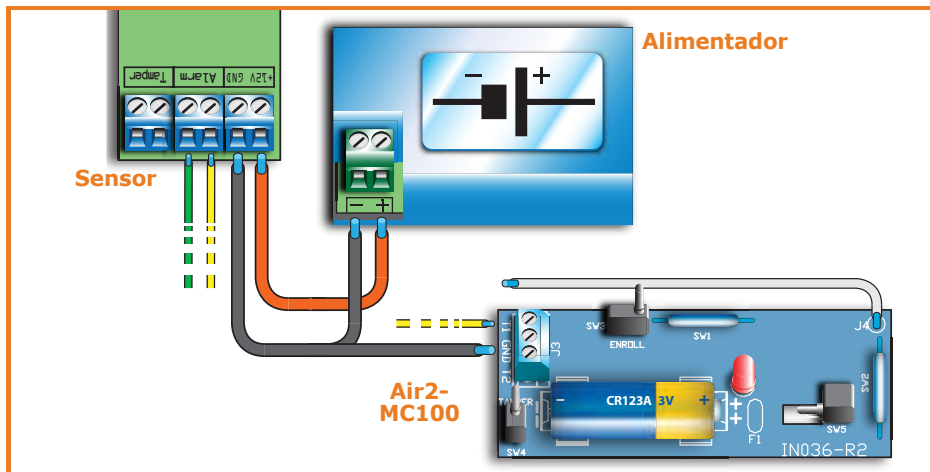 Alimentador
- +
Tamper Alarm GND +12V
Sensor
- +
SW3
ENROLL
SW1
J4
T1 GND T2
J3
Air2-
MC100
TAMPER
- CR123A 3V +
+
+
SW2
SW5
SW4
F1
IN036-R2